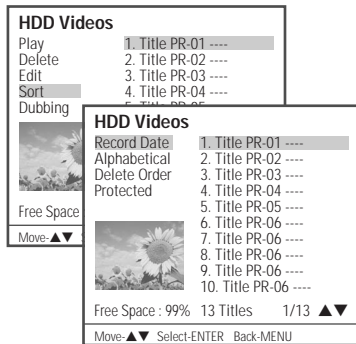 HDD Videos
Play 1. Title PR-01 ----
Delete 2. Title PR-02 ----
Edit 3. Title PR-03 ----
Sort 4. Title PR-04 ----
Dubbing 5. Title PR-05 ----
Free Space
Move-▲▼
HDD Videos
Record Date 1. Title PR-01 ----
Alphabetical 2. Title PR-02 ----
Delete Order 3. Title PR-03 ----
Protected 4. Title PR-04 ----
5. Title PR-05 ----
6. Title PR-06 ----
7. Title PR-06 ----
8. Title PR-06 ----
9. Title PR-06 ----
10. Title PR-06 ----
Free Space : 99% 13 Titles 1/13 ▲▼
Move-▲▼ Select-ENTER Back-MENU